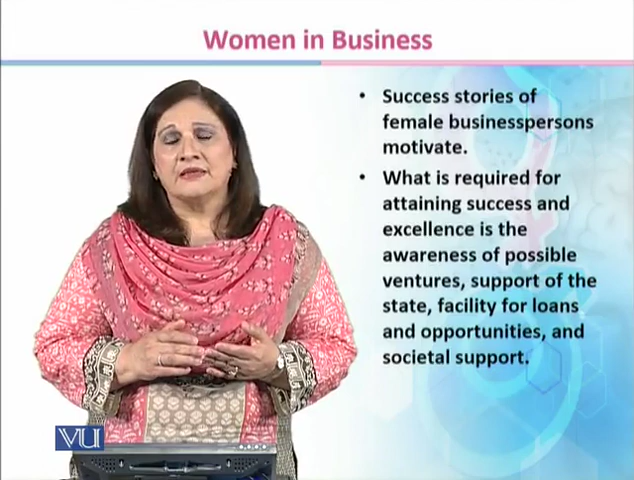 Women in Business
• Success stories of
female businesspersons
motivate.
• What is required for
attaining success and
excellence is the
awareness of possible
ventures, support of the
state, facility for loans
and opportunities, and
societal support.
VU